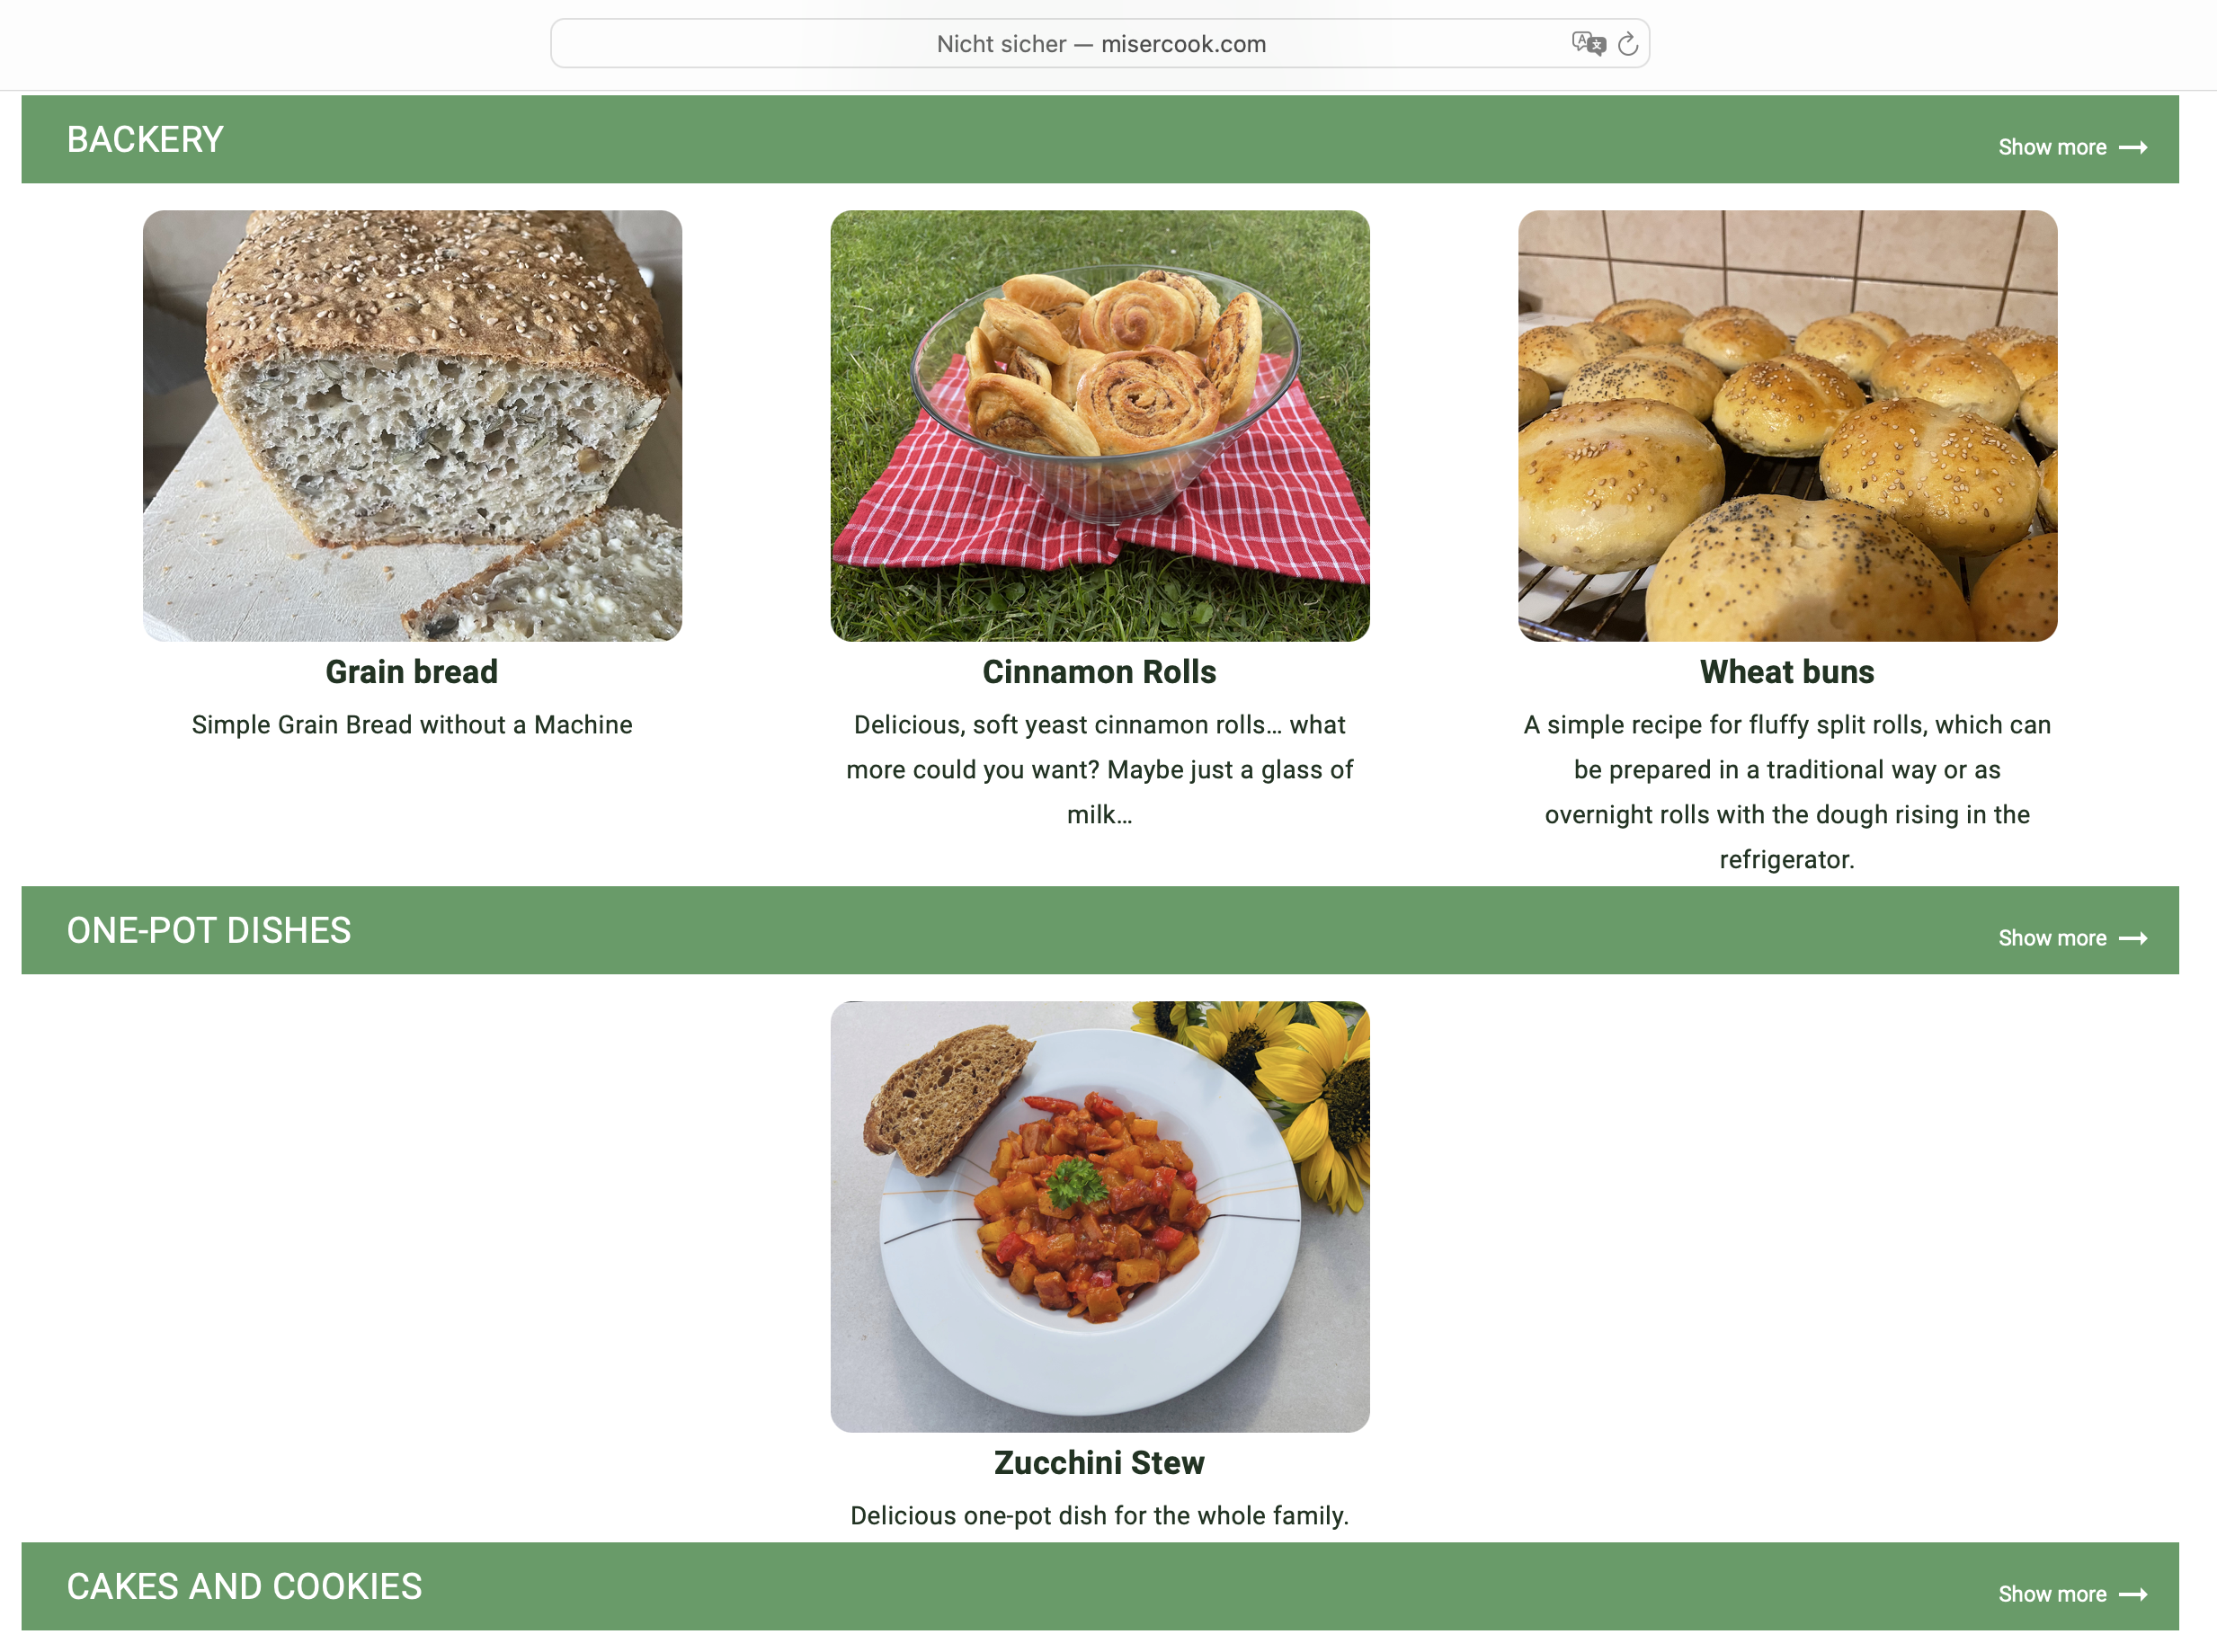 Nicht sicher — misercook.com
BACKERY
Show more →
Grain bread
Simple Grain Bread without a Machine
Cinnamon Rolls
Delicious, soft yeast cinnamon rolls... what
more could you want? Maybe just a glass of
milk...
Wheat buns
A simple recipe for fluffy split rolls, which can
be prepared in a traditional way or as
overnight rolls with the dough rising in the
refrigerator.
ONE-POT DISHES
Show more →
Zucchini Stew
Delicious one-pot dish for the whole family.
CAKES AND COOKIES
Show more →